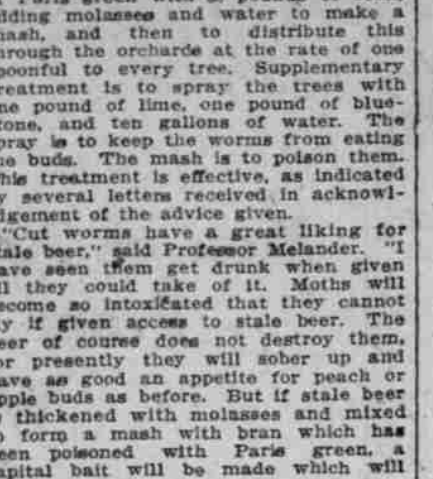 adding molasses and water to make a
mash, and then to distribute this
through the orchards at the rate of one
spoonful to every tree. Supplementary
treatment is to spray the trees with
one pound of lime, one pound of blue-
stone, and ten gallons of water. The
spray is to keep the worms from eating
the buds. The mash is to poison them.
This treatment is effective, as indicated
by several letters received in acknowl-
edgement of the advice given.
"Cut worms have a great liking for
stale beer," said Professor Melander. "I
have seen them get drunk when given
all they could take of it. Moths will
become so intoxicated that they cannot
fly if given access to stale beer. The
beer of course does not destroy them,
for presently they will sober up and
have as good an appetite for peach or
apple buds as before. But if stale beer
is thickened with molasses and mixed
to form a mash with bran which has
been poisoned with Paris green, a
capital bait will be made which will